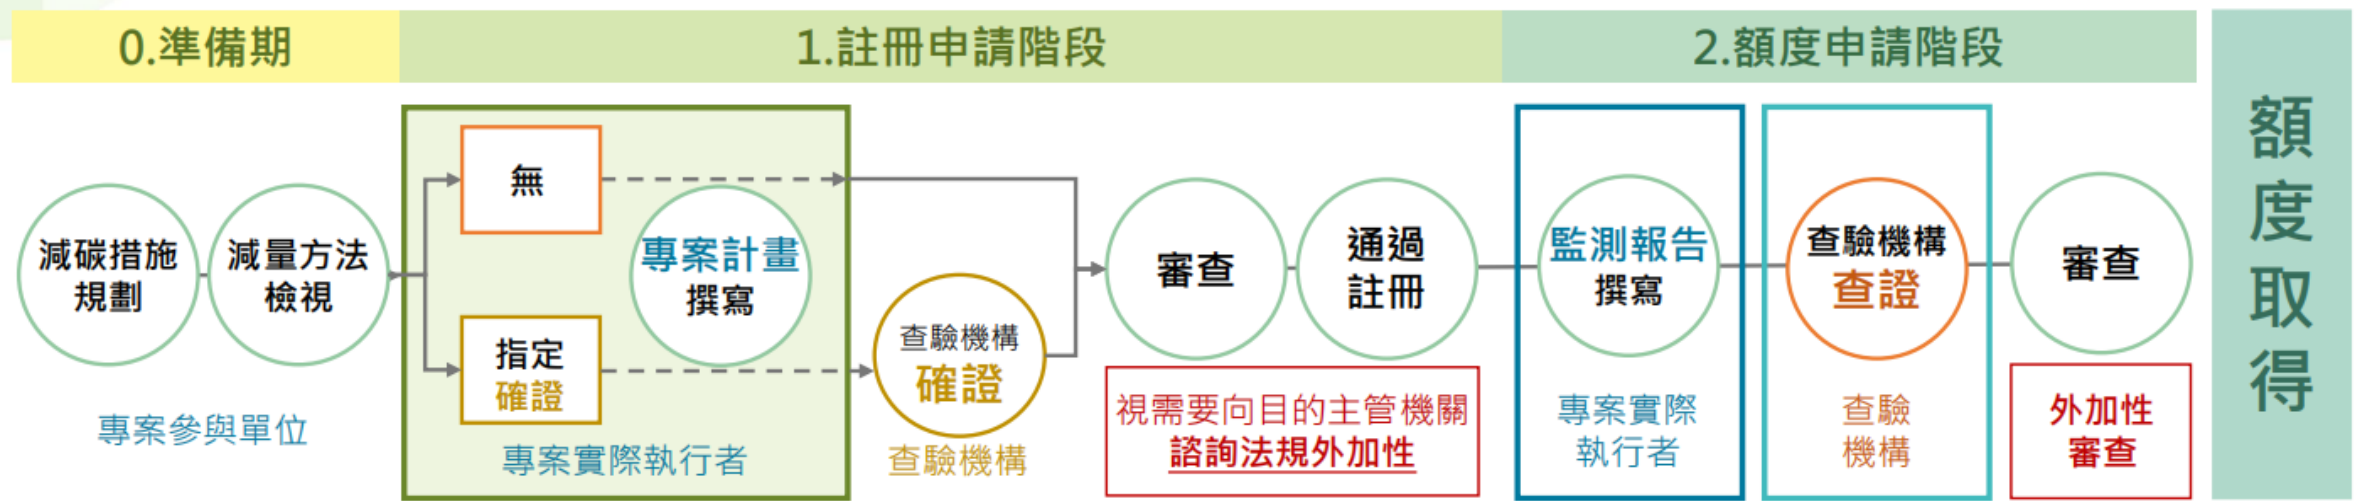 0.準備期
1.註冊申請階段
2.額度申請階段
額度取得
減碳措施
規劃
減量方法
檢視
專案參與單位
無
指定
確證
專案計畫
撰寫
專案實際執行者
查驗機構
確證
查驗機構
審查
通過
註冊
視需要向目的主管機關
諮詢法規外加性
監測報告
撰寫
專案實際
執行者
查驗機構
查證
查驗
機構
審查
外加性
審查